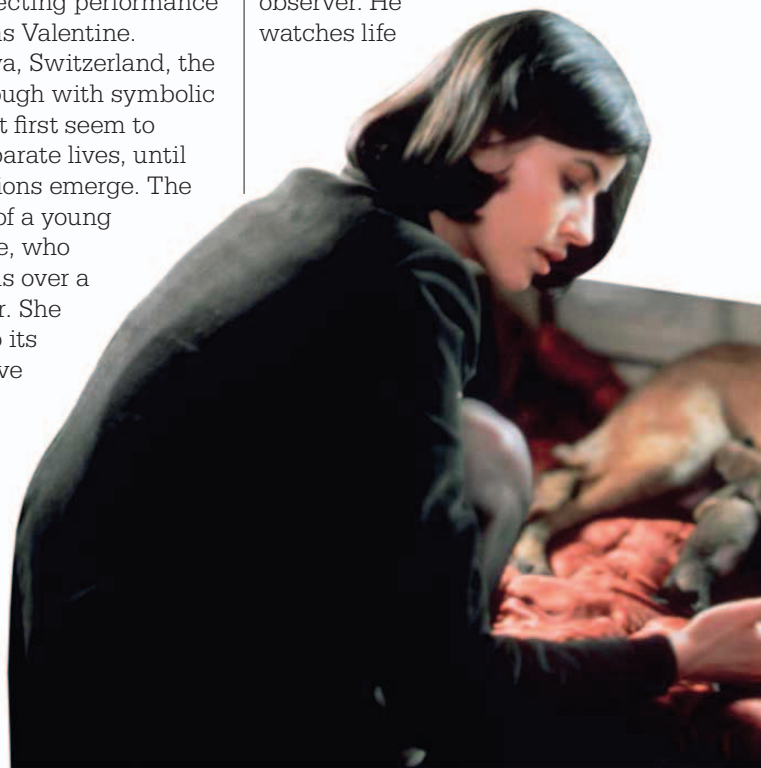 ecting performance
as Valentine.
va, Switzerland, the
ough with symbolic
t first seem to
parate lives, until
ions emerge. The
of a young
e, who
ns over a
r. She
o its
ve
observer. He
watches life